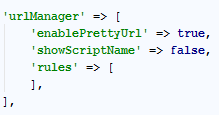 'urlManager' => [
'enablePrettyUrl' => true,
'showScriptName' => false,
'rules' => [
],
],